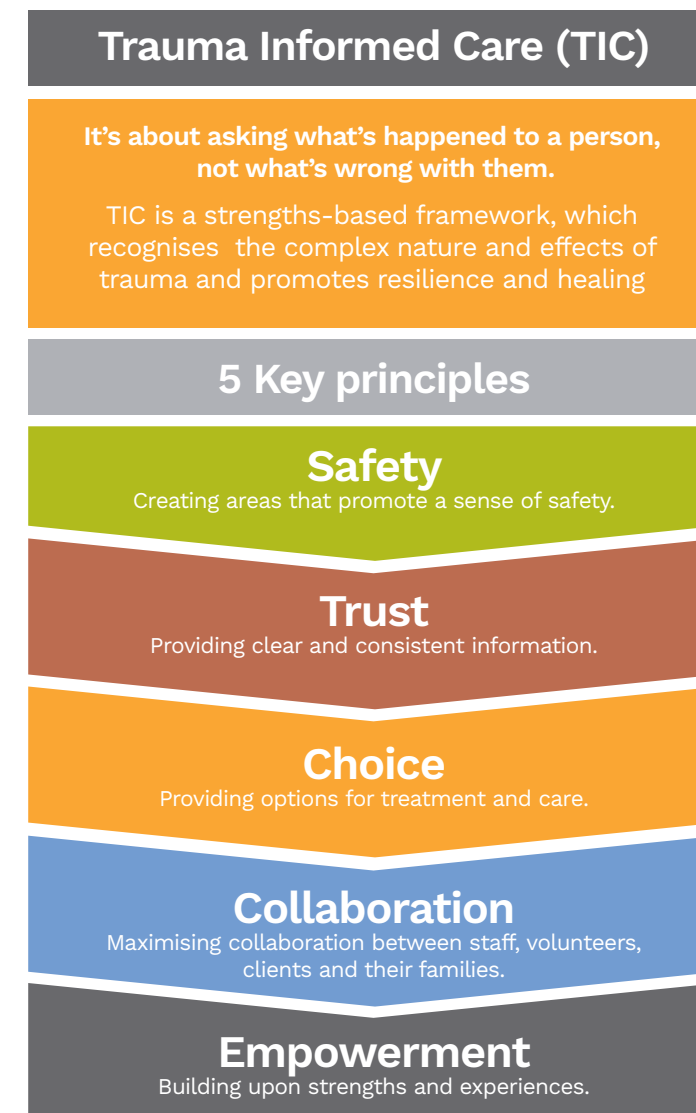 Trauma Informed Care (TIC)
It's about asking what's happened to a person,
not what's wrong with them.
TIC is a strengths-based framework, which
recognises  the complex nature and effects of
trauma and promotes resilience and healing
5 Key principles
Safety
Creating areas that promote a sense of safety.
Trust
Providing clear and consistent information.
Choice
Providing options for treatment and care.
Collaboration
Maximising collaboration between staff, volunteers,
clients and their families.
Empowerment
Building upon strengths and experiences.